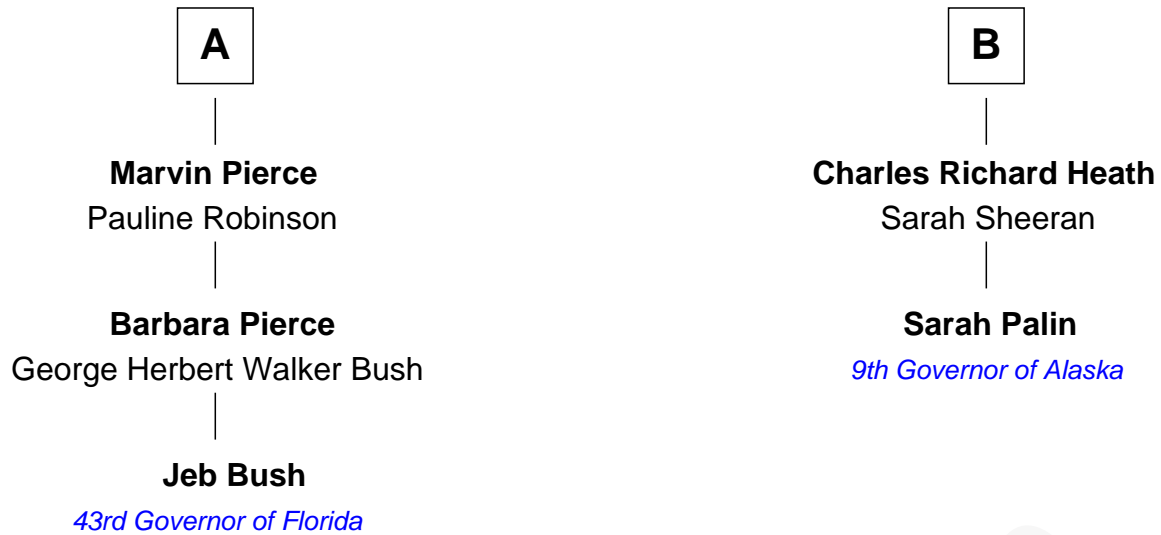 A
Marvin Pierce
Pauline Robinson
Barbara Pierce
George Herbert Walker Bush
Jeb Bush
43rd Governor of Florida
B
Charles Richard Heath
Sarah Sheeran
Sarah Palin
9th Governor of Alaska